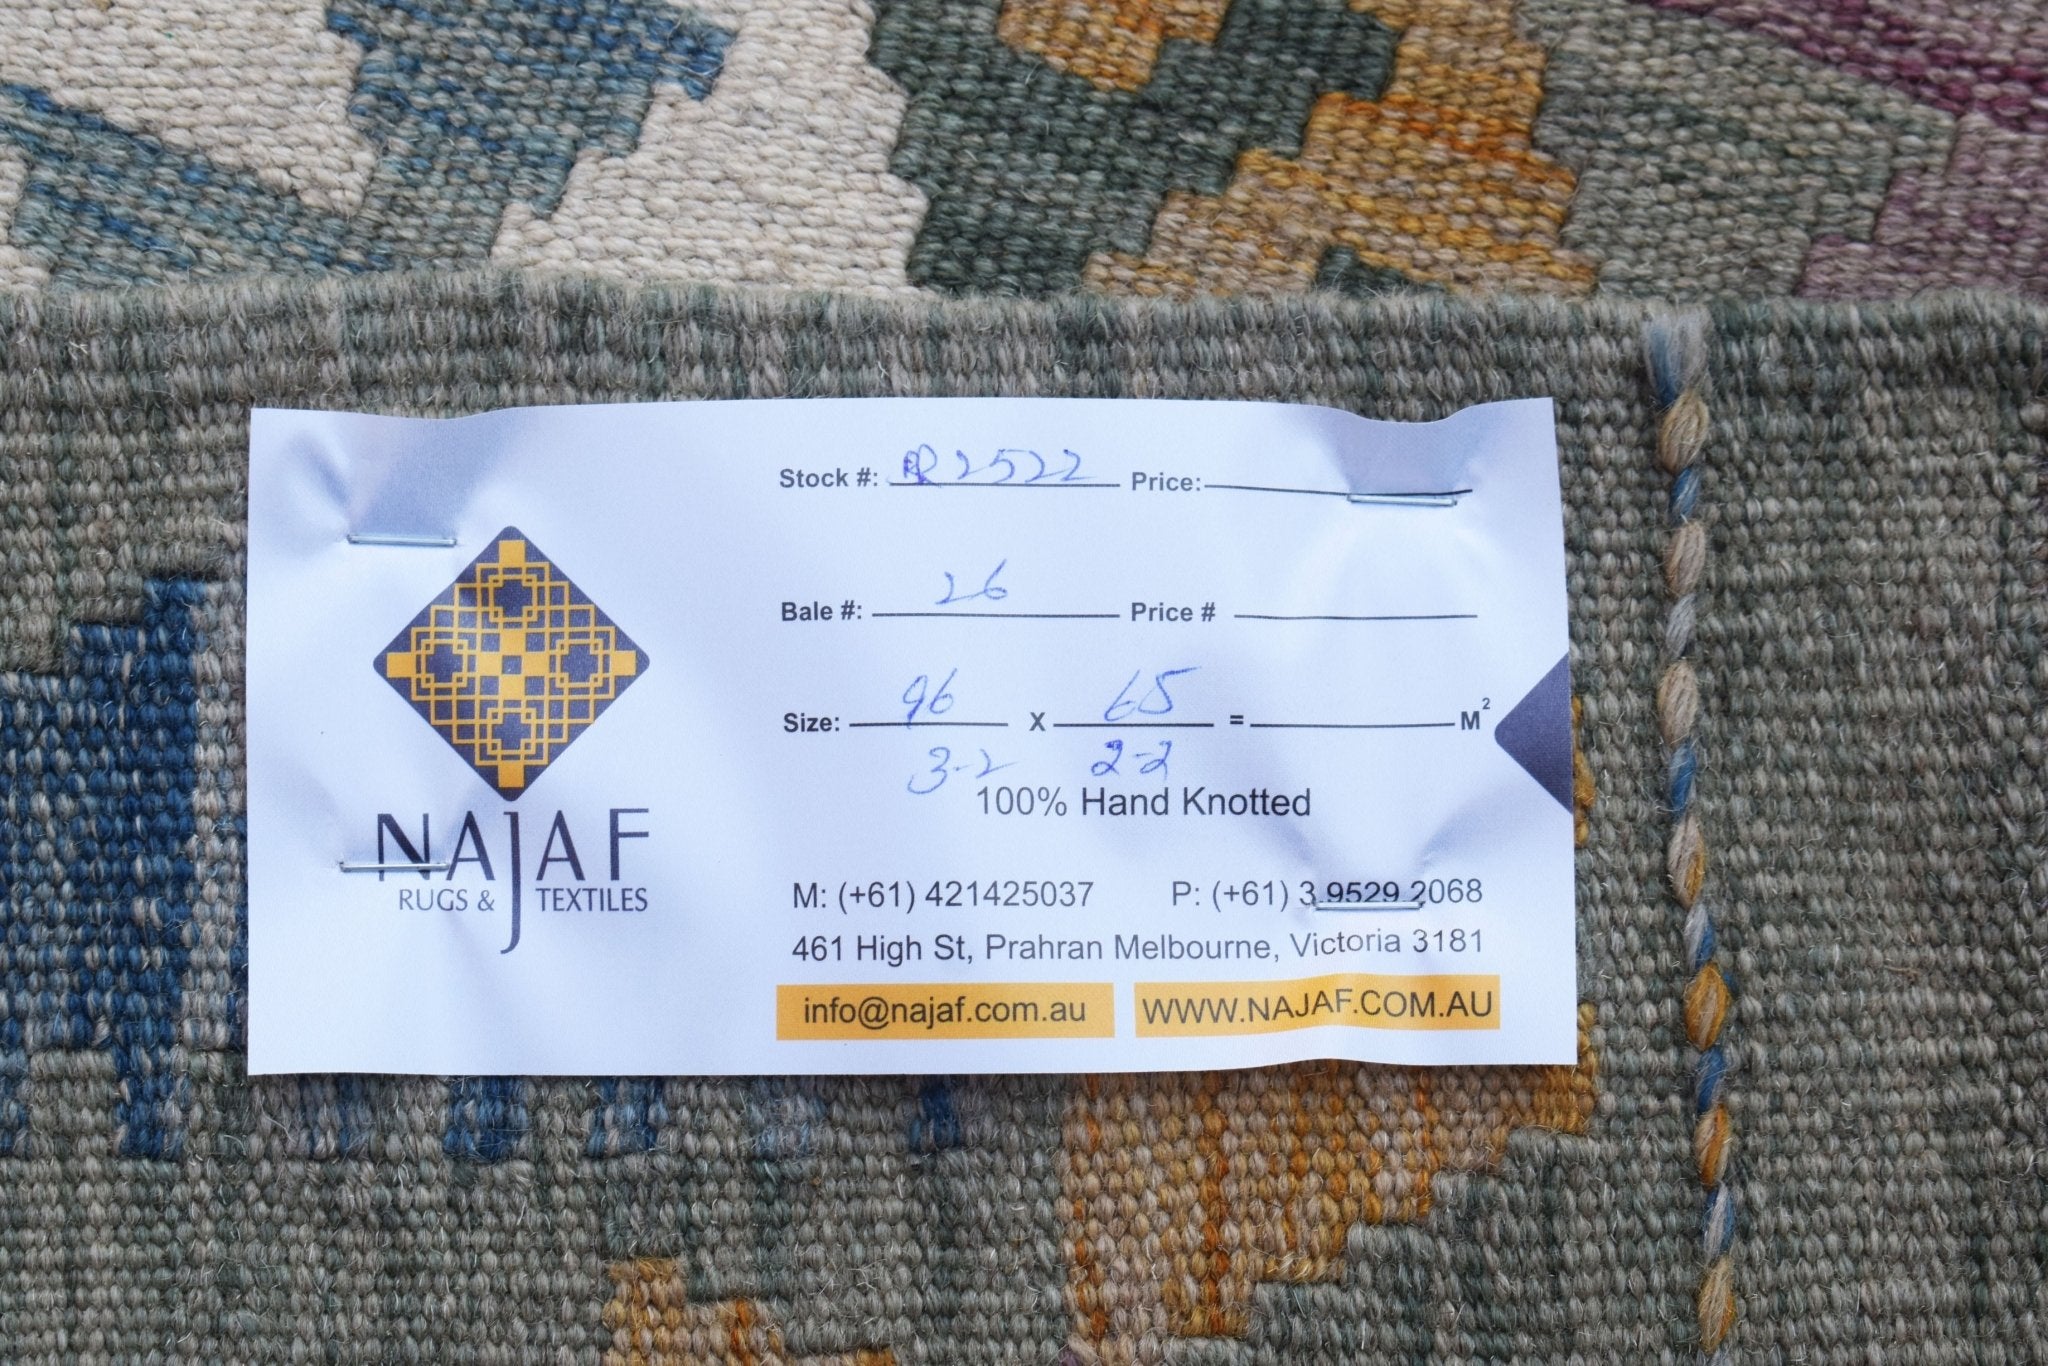 Stock #: RR 2522 Price:
Bale #: 26 Price #
Size: 96 X 65 = M²
3-2 2-2
100% Hand Knotted
NAJAF
RUGS & TEXTILES
M: (+61) 421425037 P: (+61) 3.9529.2068
461 High St, Prahran Melbourne, Victoria 3181
info@najaf.com.au WWW.NAJAF.COM.AU